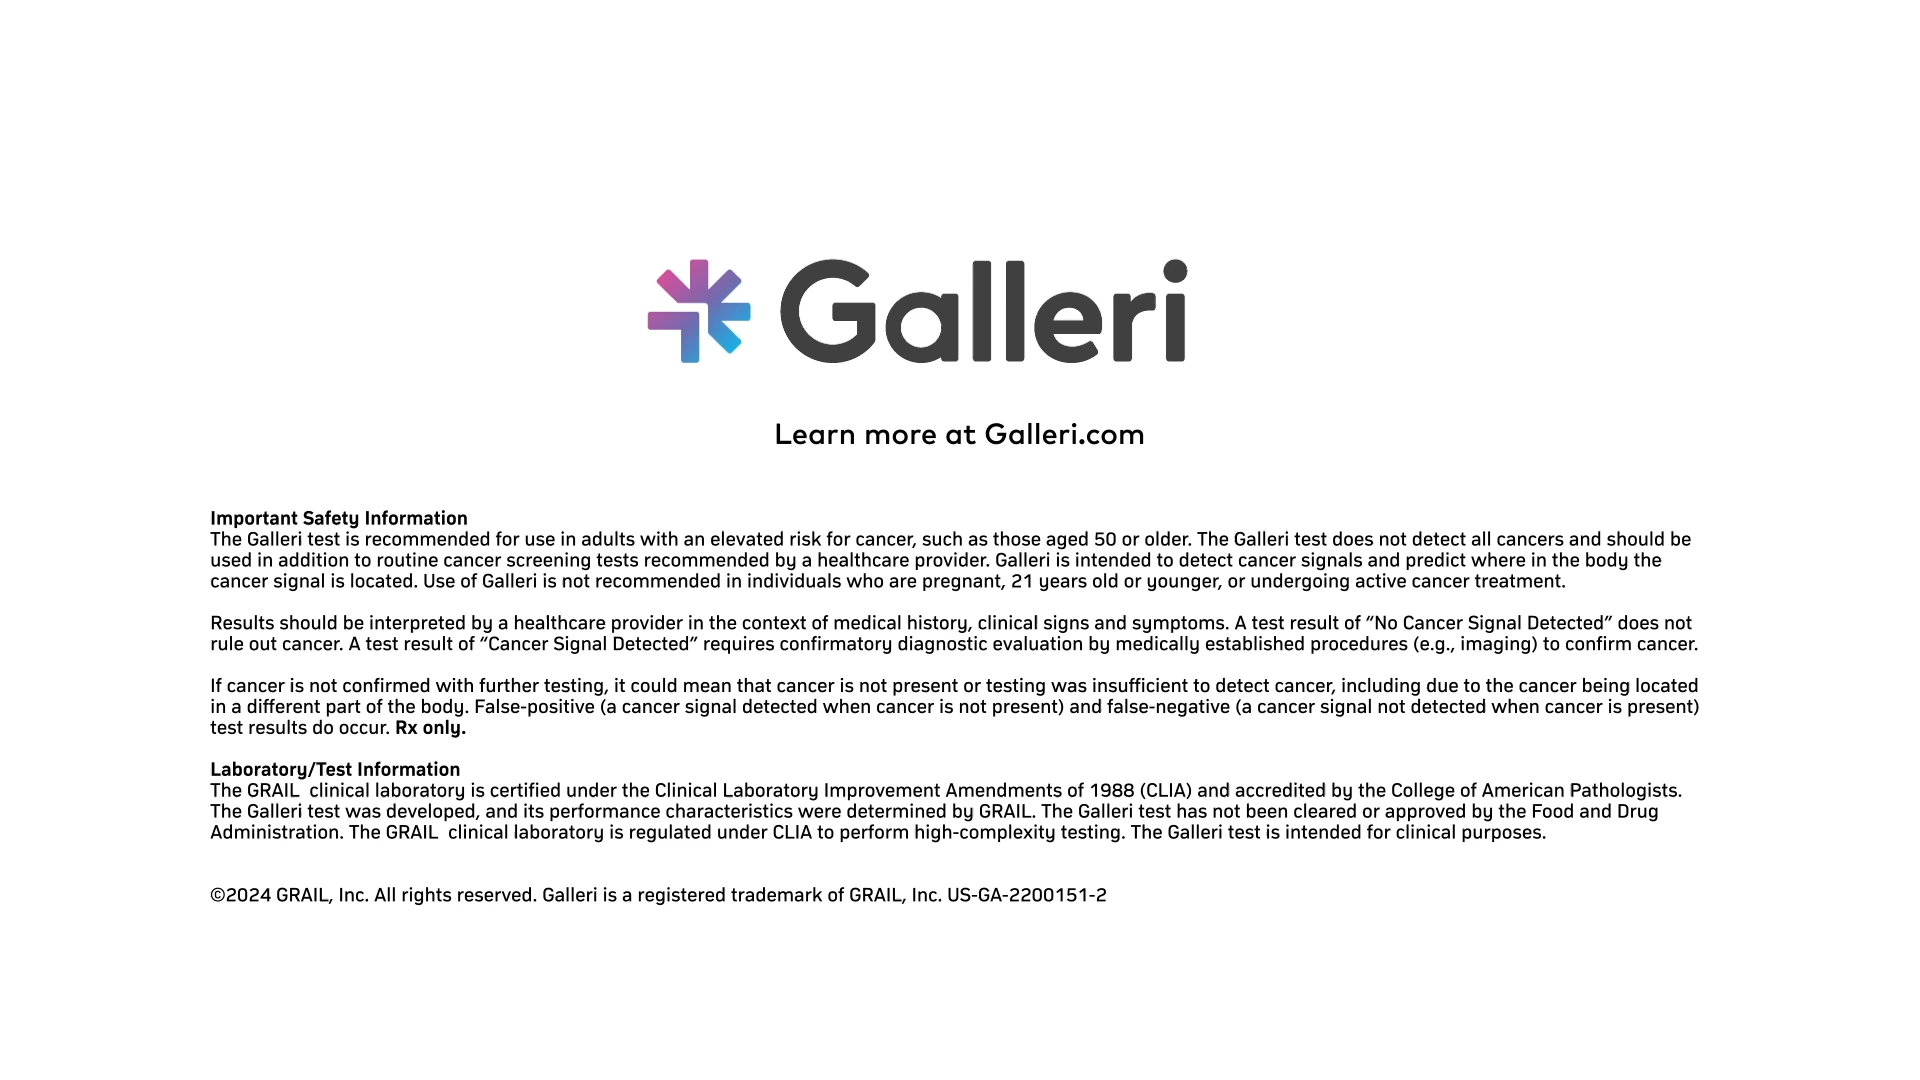 Galleri
Learn more at Galleri.com
Important Safety Information
The Galleri test is recommended for use in adults with an elevated risk for cancer, such as those aged 50 or older. The Galleri test does not detect all cancers and should be
used in addition to routine cancer screening tests recommended by a healthcare provider. Galleri is intended to detect cancer signals and predict where in the body the
cancer signal is located. Use of Galleri is not recommended in individuals who are pregnant, 21 years old or younger, or undergoing active cancer treatment.
Results should be interpreted by a healthcare provider in the context of medical history, clinical signs and symptoms. A test result of “No Cancer Signal Detected” does not
rule out cancer. A test result of “Cancer Signal Detected” requires confirmatory diagnostic evaluation by medically established procedures (e.g., imaging) to confirm cancer.
If cancer is not confirmed with further testing, it could mean that cancer is not present or testing was insufficient to detect cancer, including due to the cancer being located
in a different part of the body. False-positive (a cancer signal detected when cancer is not present) and false-negative (a cancer signal not detected when cancer is present)
test results do occur. Rx only.
Laboratory/Test Information
The GRAIL clinical laboratory is certified under the Clinical Laboratory Improvement Amendments of 1988 (CLIA) and accredited by the College of American Pathologists.
The Galleri test was developed, and its performance characteristics were determined by GRAIL. The Galleri test has not been cleared or approved by the Food and Drug
Administration. The GRAIL clinical laboratory is regulated under CLIA to perform high-complexity testing. The Galleri test is intended for clinical purposes.
©2024 GRAIL, Inc. All rights reserved. Galleri is a registered trademark of GRAIL, Inc. US-GA-2200151-2